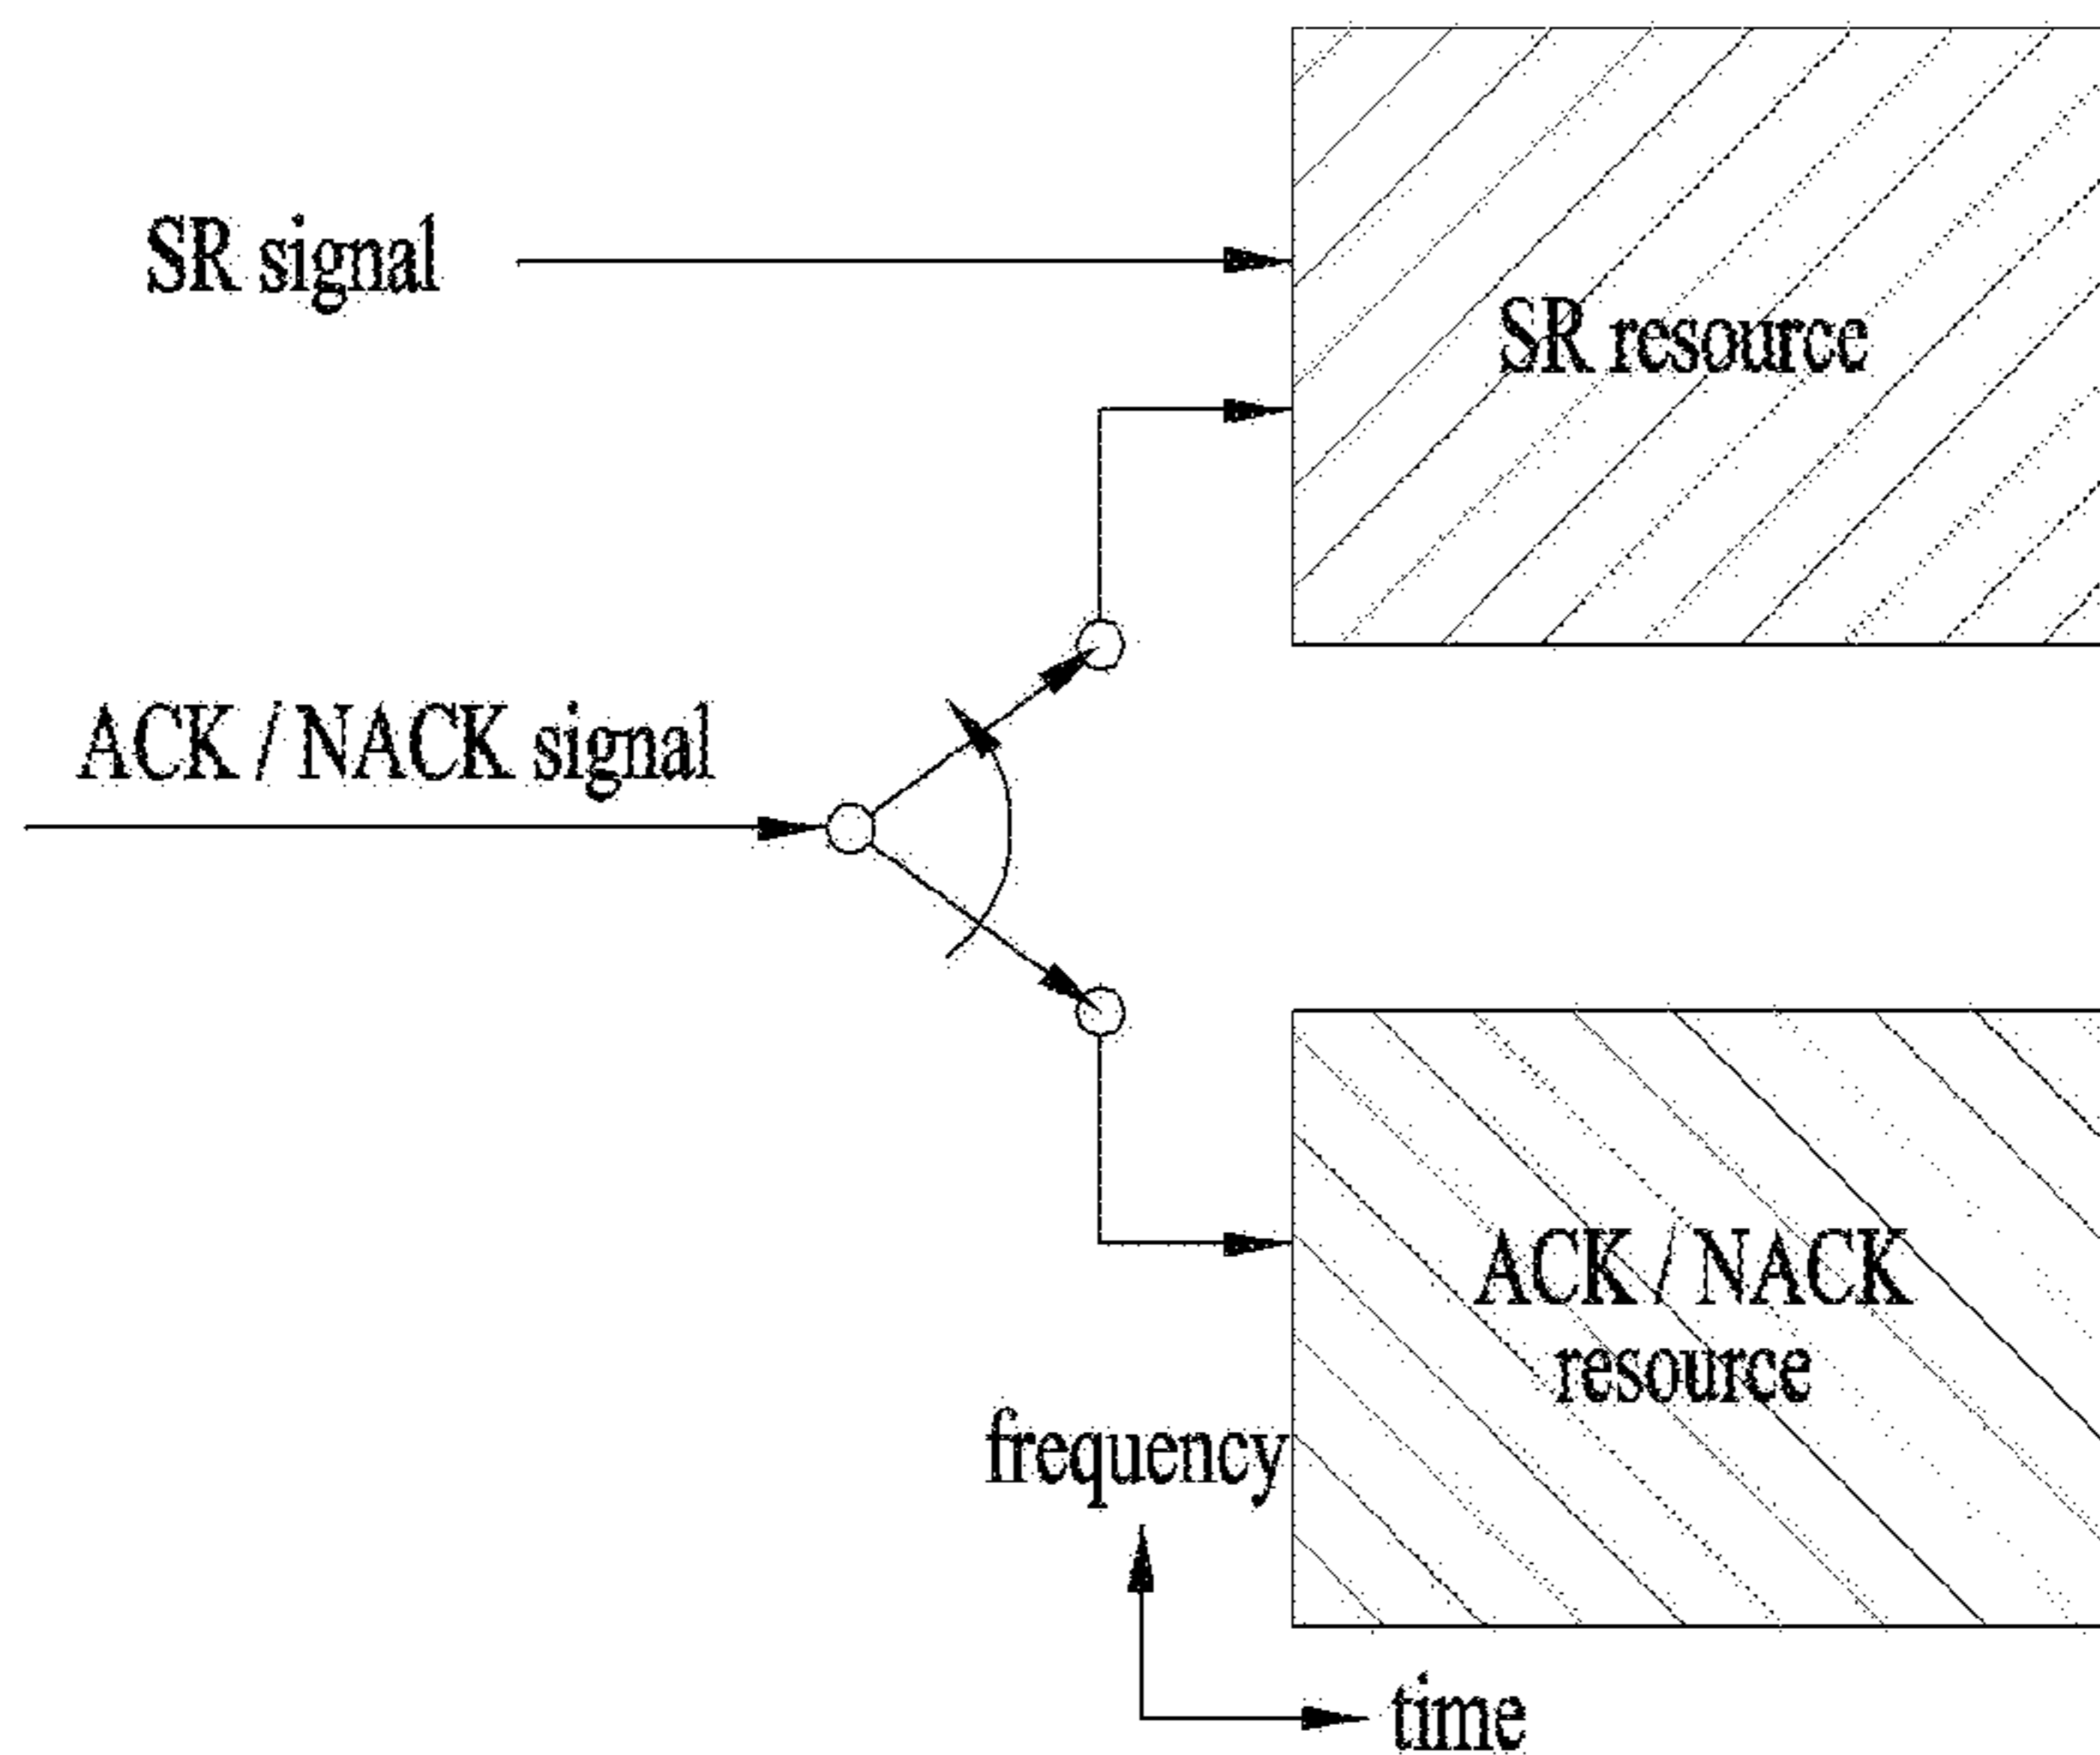 SR signal
SR resource
ACK / NACK signal
ACK / NACK
resource
frequency
time